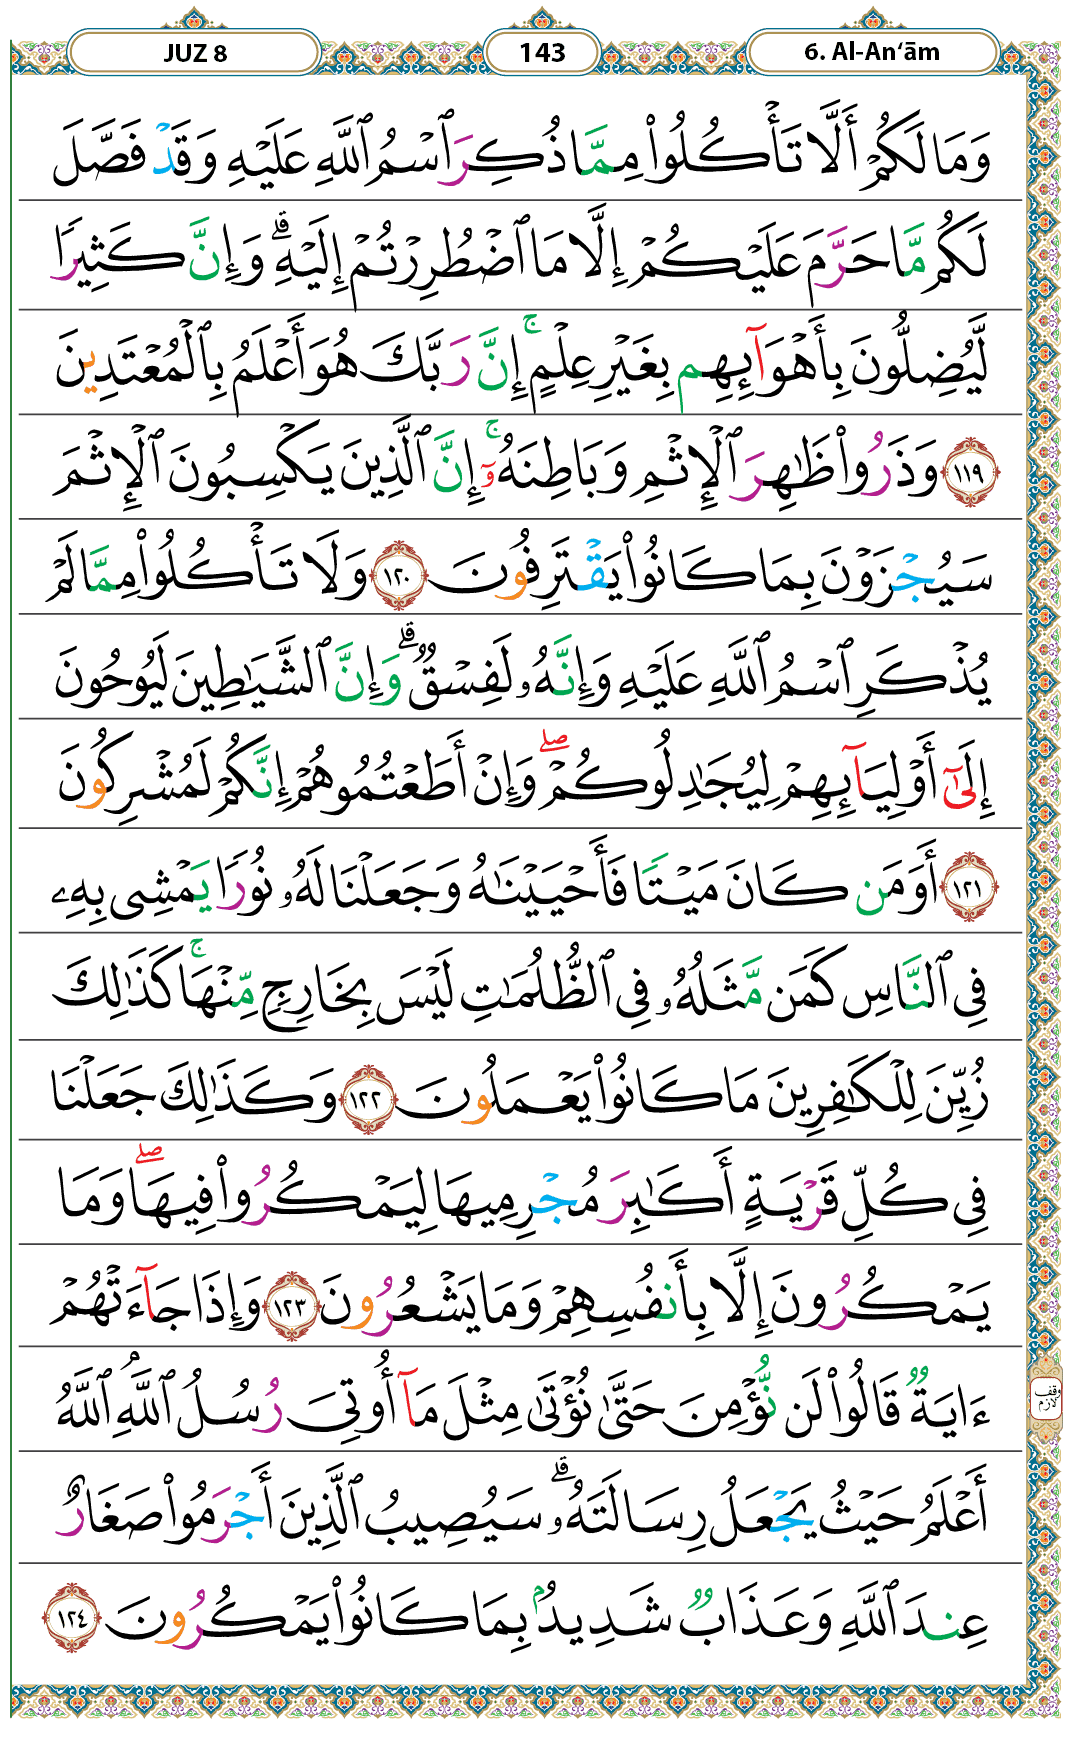 JUZ 8
143
6. Al-An‘ām
وَمَا لَكُمْ أَلَّا تَأْكُلُوا۟ مِمَّا ذُكِرَ ٱسْمُ ٱللَّهِ عَلَيْهِ وَقَدْ فَصَّلَ
لَكُم مَّا حَرَّمَ عَلَيْكُمْ إِلَّا مَا ٱضْطُرِرْتُمْ إِلَيْهِ ۗ وَإِنَّ كَثِيرًا
لَّيُضِلُّونَ بِأَهْوَآئِهِم بِغَيْرِ عِلْمٍ ۚ إِنَّ رَبَّكَ هُوَ أَعْلَمُ بِٱلْمُعْتَدِينَ
١١٩ وَذَرُوا۟ ظَـٰهِرَ ٱلْإِثْمِ وَبَاطِنَهُۥٓ ۚ إِنَّ ٱلَّذِينَ يَكْسِبُونَ ٱلْإِثْمَ
سَيُجْزَوْنَ بِمَا كَانُوا۟ يَقْتَرِفُونَ ١٢٠ وَلَا تَأْكُلُوا۟ مِمَّا لَمْ
يُذْكَرِ ٱسْمُ ٱللَّهِ عَلَيْهِ وَإِنَّهُۥ لَفِسْقٌ ۗ وَإِنَّ ٱلشَّيَـٰطِينَ لَيُوحُونَ
إِلَىٰٓ أَوْلِيَآئِهِمْ لِيُجَـٰدِلُوكُمْ ۖ وَإِنْ أَطَعْتُمُوهُمْ إِنَّكُمْ لَمُشْرِكُونَ
١٢١ أَوَمَن كَانَ مَيْتًا فَأَحْيَيْنَـٰهُ وَجَعَلْنَا لَهُۥ نُورًا يَمْشِى بِهِۦ
فِى ٱلنَّاسِ كَمَن مَّثَلُهُۥ فِى ٱلظُّلُمَـٰتِ لَيْسَ بِخَارِجٍ مِّنْهَا ۚ كَذَٰلِكَ
زُيِّنَ لِلْكَـٰفِرِينَ مَا كَانُوا۟ يَعْمَلُونَ ١٢٢ وَكَذَٰلِكَ جَعَلْنَا
فِى كُلِّ قَرْيَةٍ أَكَـٰبِرَ مُجْرِمِيهَا لِيَمْكُرُوا۟ فِيهَا ۖ وَمَا
يَمْكُرُونَ إِلَّا بِأَنفُسِهِمْ وَمَا يَشْعُرُونَ ١٢٣ وَإِذَا جَآءَتْهُمْ
ءَايَةٌ قَالُوا۟ لَن نُّؤْمِنَ حَتَّىٰ نُؤْتَىٰ مِثْلَ مَآ أُوتِىَ رُسُلُ ٱللَّهِ ۘ ٱللَّهُ
وقف لازم
أَعْلَمُ حَيْثُ يَجْعَلُ رِسَالَتَهُۥ ۗ سَيُصِيبُ ٱلَّذِينَ أَجْرَمُوا۟ صَغَارٌ
عِندَ ٱللَّهِ وَعَذَابٌ شَدِيدٌۢ بِمَا كَانُوا۟ يَمْكُرُونَ ١٢٤